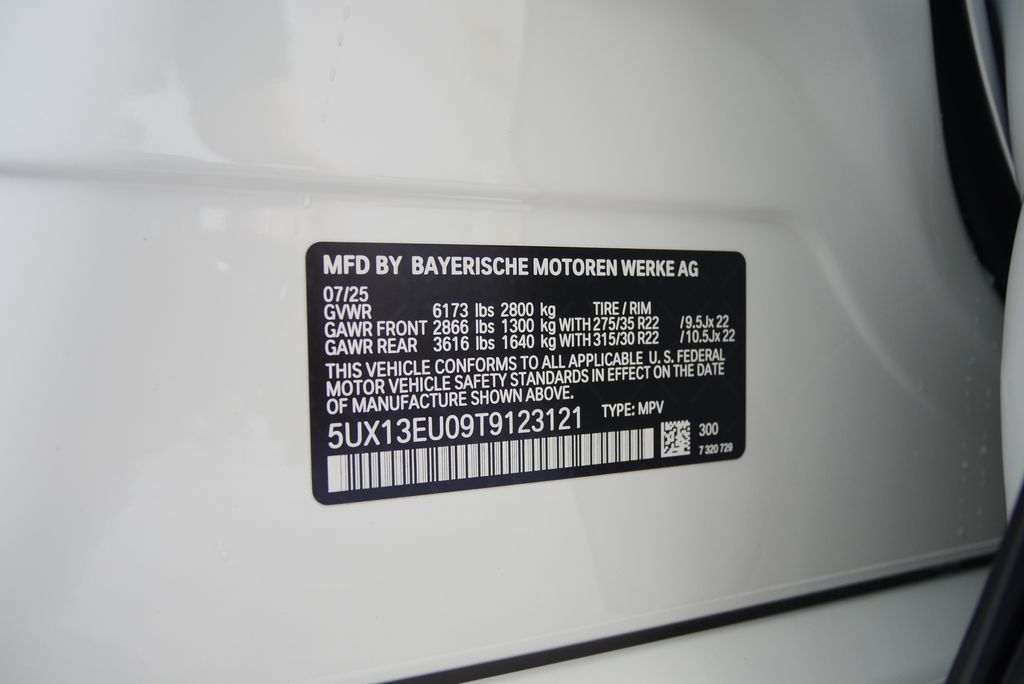 MFD BY BAYERISCHE MOTOREN WERKE AG
07/25
GVWR 6173 lbs 2800 kg TIRE / RIM
GAWR FRONT 2866 lbs 1300 kg WITH 275/35 R22 / 9.5Jx 22
GAWR REAR 3616 lbs 1640 kg WITH 315/30 R22 / 10.5Jx 22
THIS VEHICLE CONFORMS TO ALL APPLICABLE U. S. FEDERAL
MOTOR VEHICLE SAFETY STANDARDS IN EFFECT ON THE DATE
OF MANUFACTURE SHOWN ABOVE.
5UX13EU09T9123121 TYPE: MPV
300
7 320 729